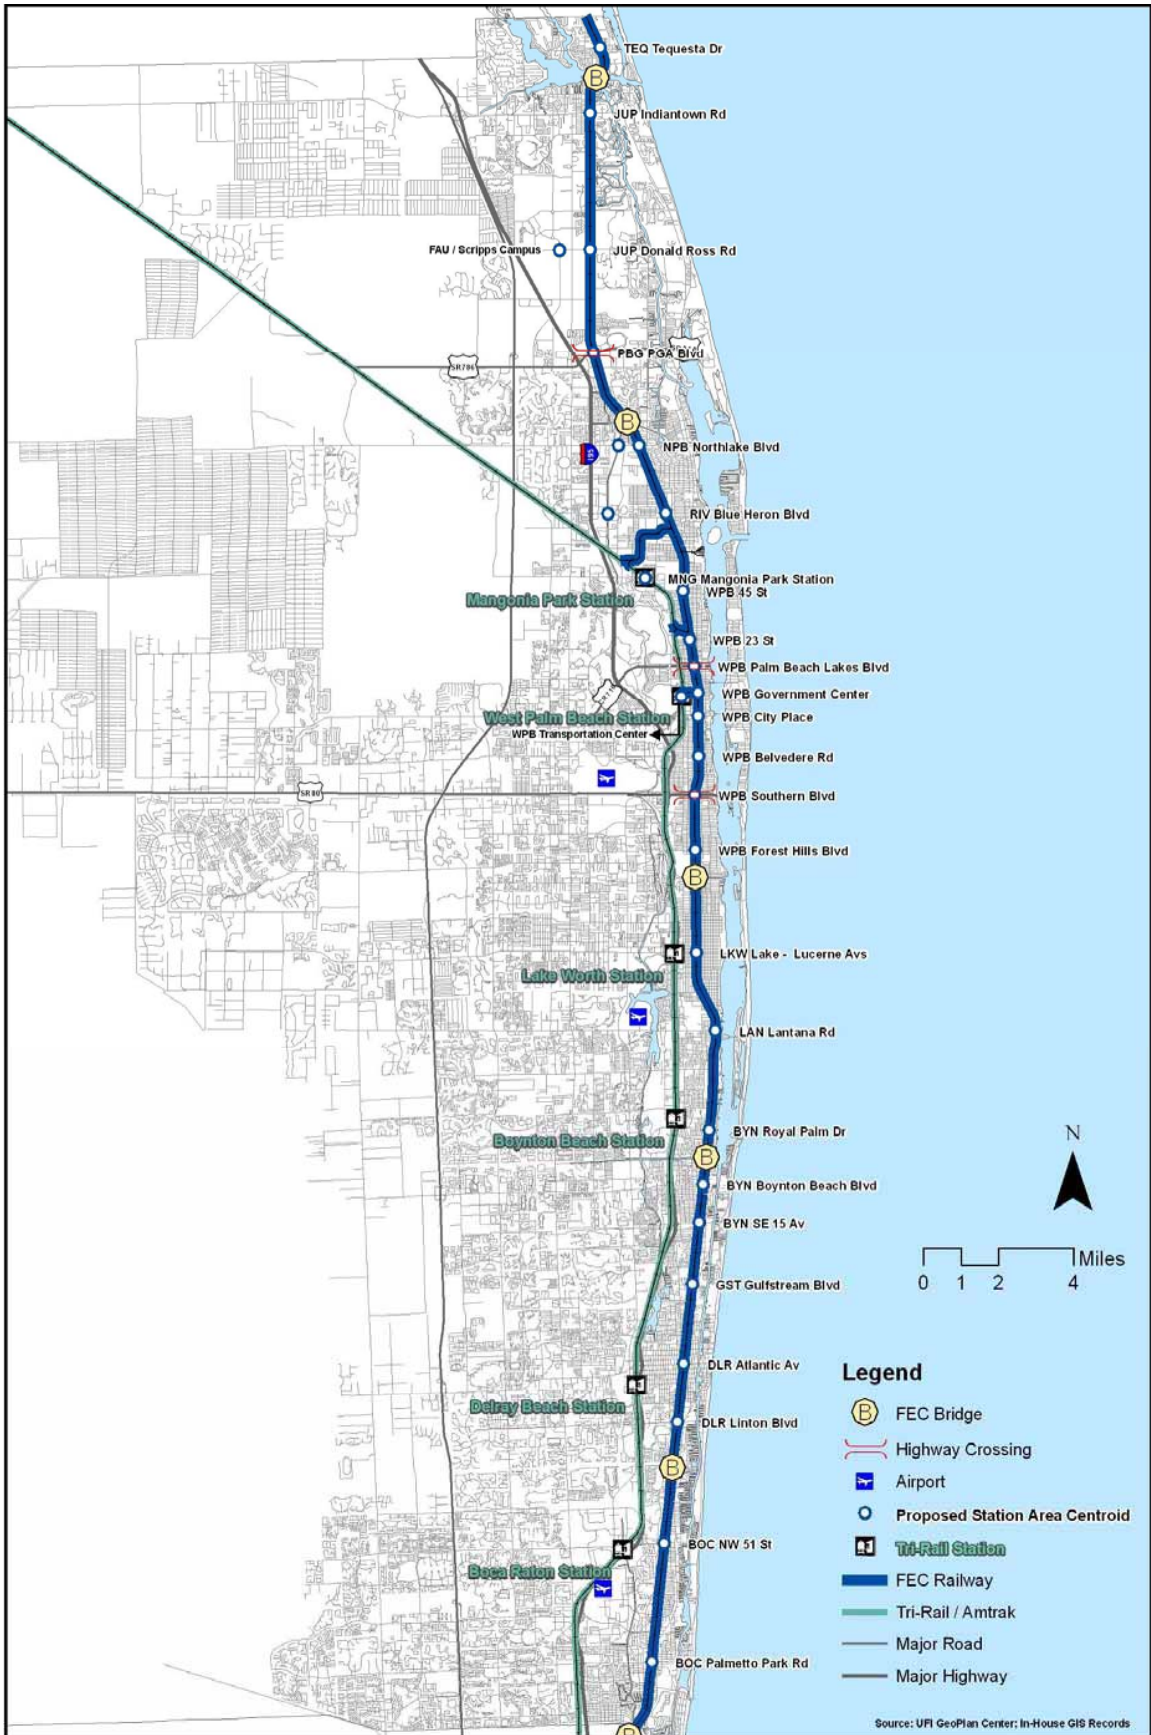 TEQ Tequesta Dr
B
JUP Indiantown Rd
FAU / Scripps Campus
JUP Donald Ross Rd
PBG PGA Blvd
SR786
B
NPB Northlake Blvd
I95
RIV Blue Heron Blvd
MNG Mangonia Park Station
WPB 45 St
Mangonia Park Station
WPB 23 St
WPB Palm Beach Lakes Blvd
WPB Government Center
West Palm Beach Station
WPB City Place
WPB Transportation Center
WPB Belvedere Rd
SR80
WPB Southern Blvd
WPB Forest Hills Blvd
B
LKW Lake - Lucerne Avs
Lake Worth Station
LAN Lantana Rd
BYN Royal Palm Dr
Boynton Beach Station
B
BYN Boynton Beach Blvd
BYN SE 15 Av
GST Gulfstream Blvd
DLR Atlantic Av
Delray Beach Station
DLR Linton Blvd
B
BOC NW 51 St
Boca Raton Station
BOC Palmetto Park Rd
B
N
Miles
0 1 2 4
Legend
B FEC Bridge
Highway Crossing
Airport
Proposed Station Area Centroid
Tri-Rail Station
FEC Railway
Tri-Rail / Amtrak
Major Road
Major Highway
Source: UFl GeoPlan Center; In-House GIS Records